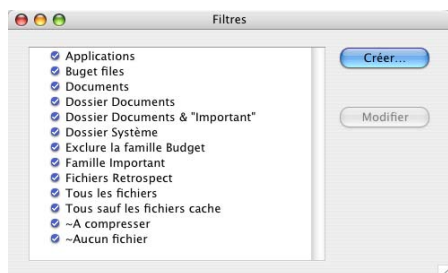 Filtres
Applications
Buget files
Documents
Dossier Documents
Dossier Documents & "Important"
Dossier Système
Exclure la famille Budget
Famille Important
Fichiers Retrospect
Tous les fichiers
Tous sauf les fichiers cache
~A compresser
~Aucun fichier
Créer...
Modifier